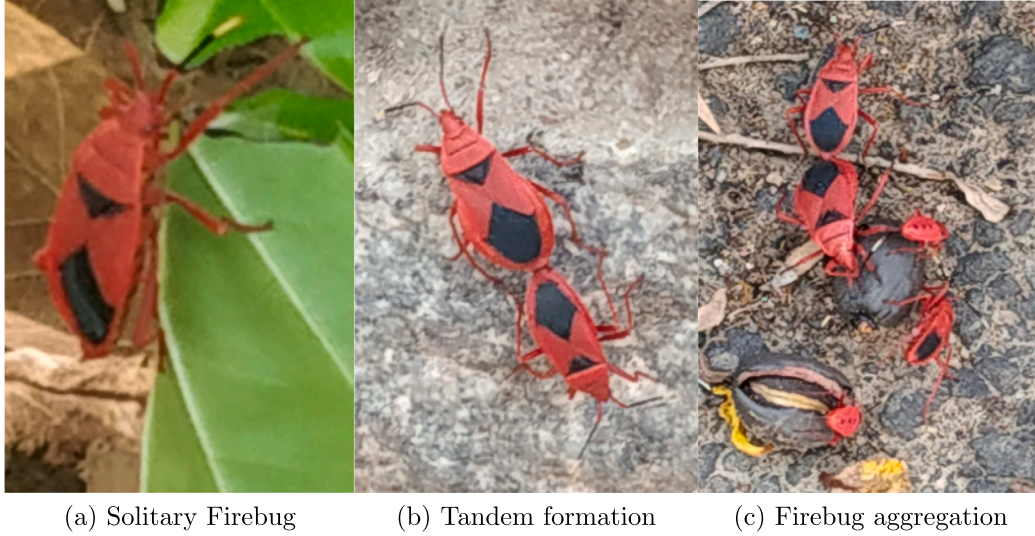 (a) Solitary Firebug
(b) Tandem formation
(c) Firebug aggregation